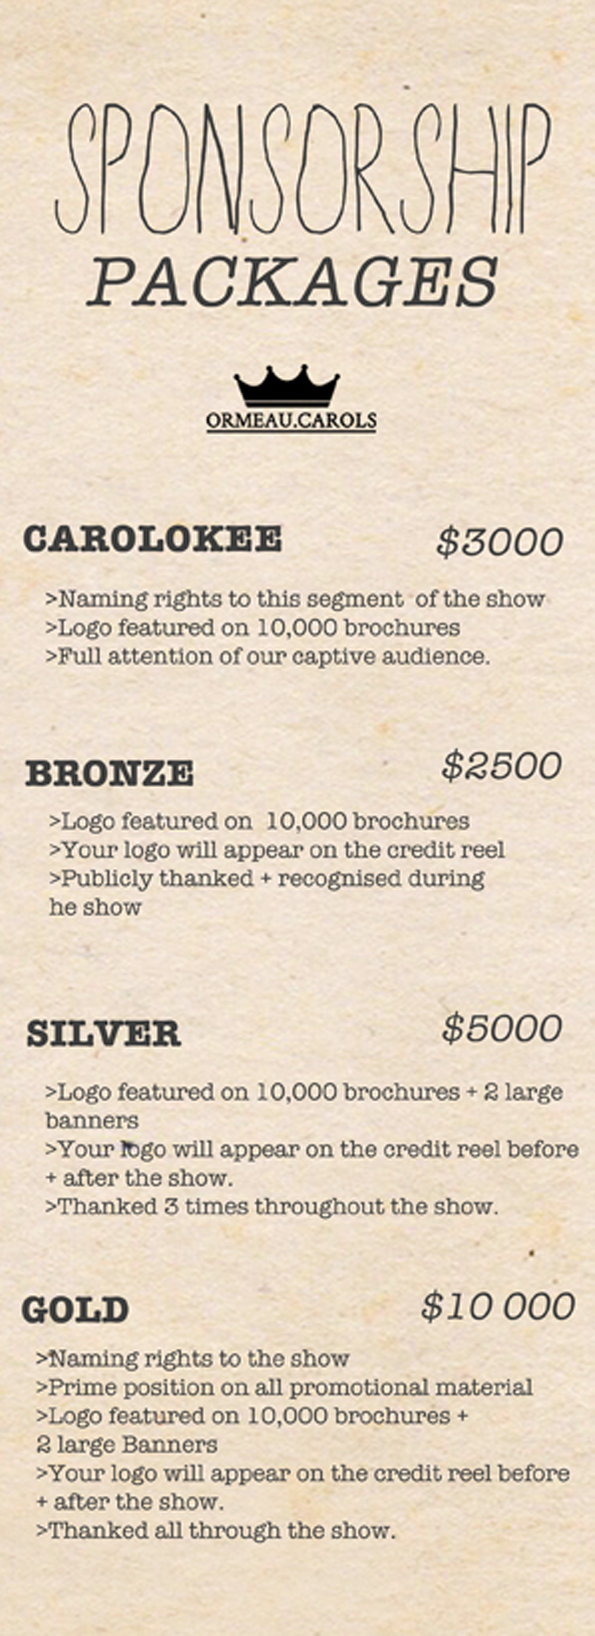 SPONSORSHIP
PACKAGES
ORMEAU.CAROLS
CAROLOKEE $3000
>Naming rights to this segment of the show
>Logo featured on 10,000 brochures
>Full attention of our captive audience.
BRONZE $2500
>Logo featured on 10,000 brochures
>Your logo will appear on the credit reel
>Publicly thanked + recognised during
he show
SILVER $5000
>Logo featured on 10,000 brochures + 2 large
banners
>Your logo will appear on the credit reel before
+ after the show.
>Thanked 3 times throughout the show.
GOLD $10 000
>Naming rights to the show
>Prime position on all promotional material
>Logo featured on 10,000 brochures +
2 large Banners
>Your logo will appear on the credit reel before
+ after the show.
>Thanked all through the show.